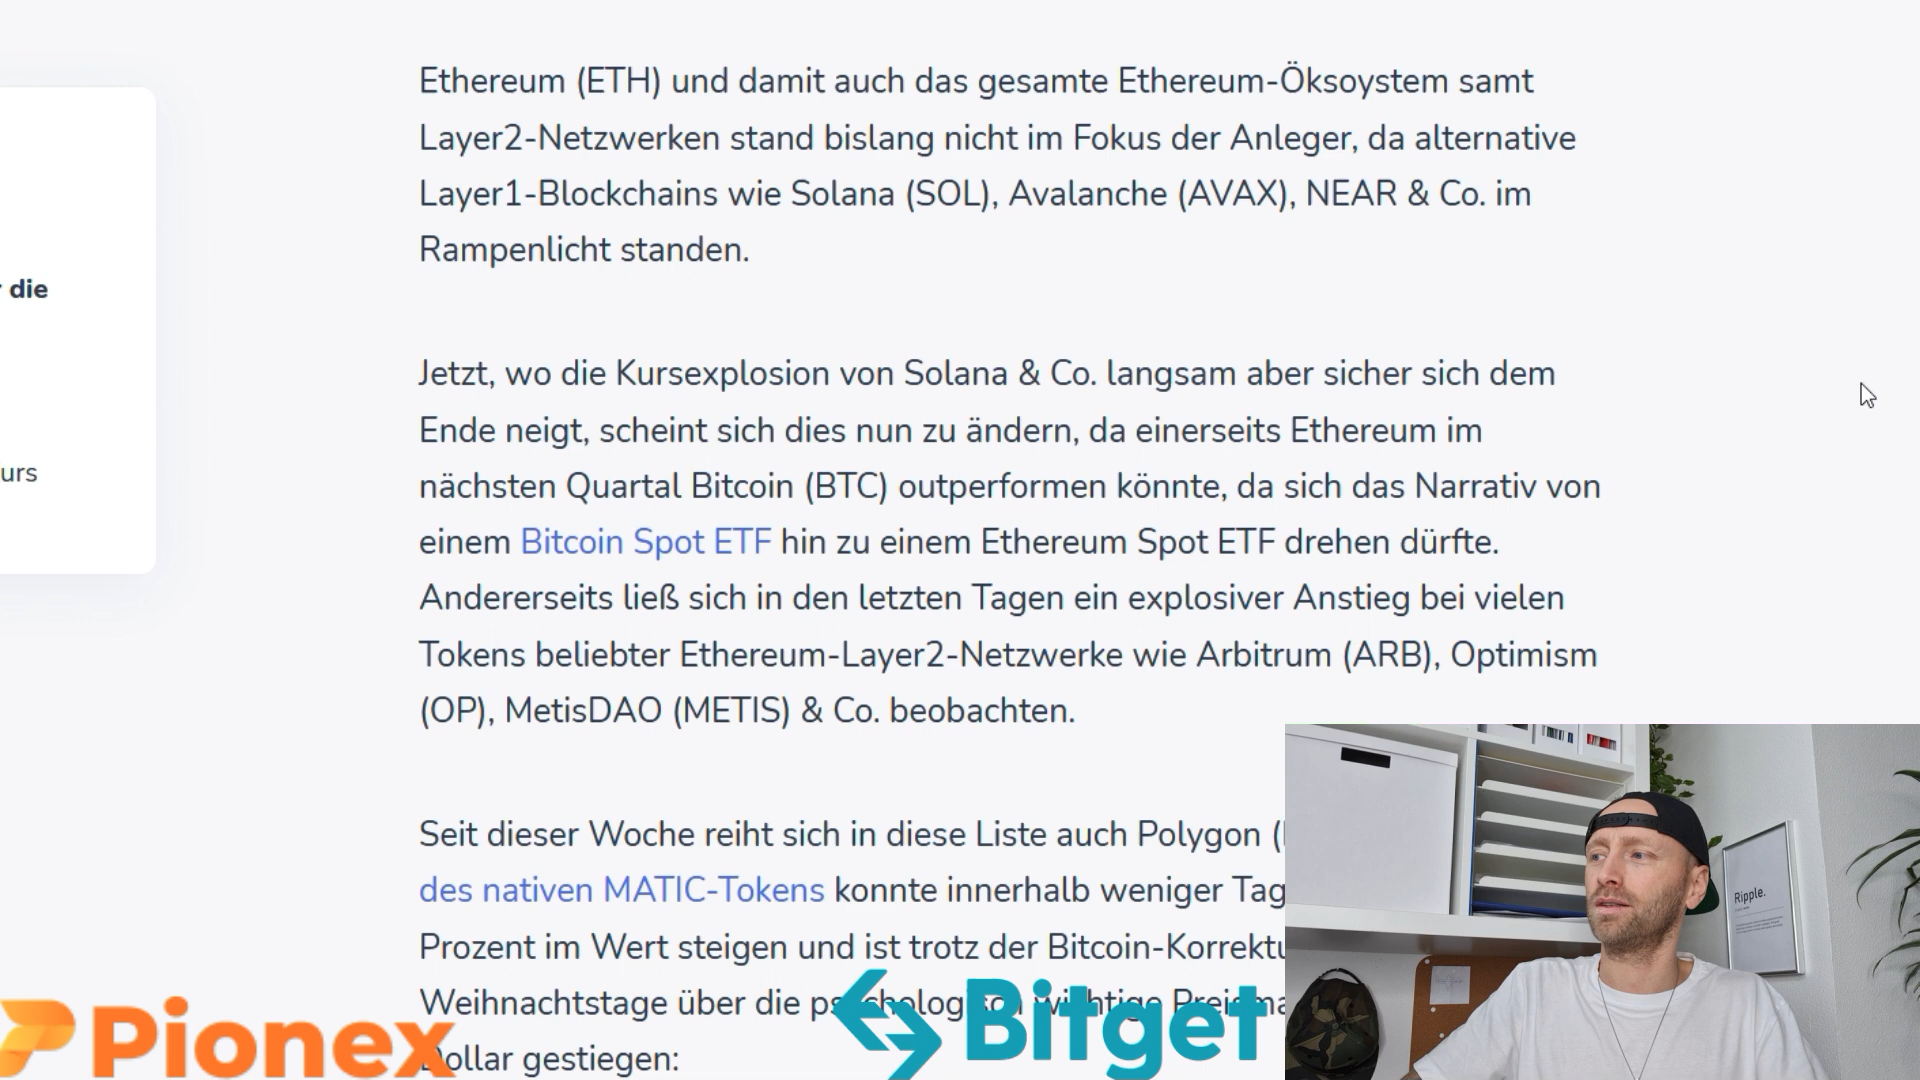 Ethereum (ETH) und damit auch das gesamte Ethereum-Öksoystem samt
Layer2-Netzwerken stand bislang nicht im Fokus der Anleger, da alternative
Layer1-Blockchains wie Solana (SOL), Avalanche (AVAX), NEAR & Co. im
Rampenlicht standen.
die
urs
Jetzt, wo die Kursexplosion von Solana & Co. langsam aber sicher sich dem
Ende neigt, scheint sich dies nun zu ändern, da einerseits Ethereum im
nächsten Quartal Bitcoin (BTC) outperformen könnte, da sich das Narrativ von
einem Bitcoin Spot ETF hin zu einem Ethereum Spot ETF drehen dürfte.
Andererseits ließ sich in den letzten Tagen ein explosiver Anstieg bei vielen
Tokens beliebter Ethereum-Layer2-Netzwerke wie Arbitrum (ARB), Optimism
(OP), MetisDAO (METIS) & Co. beobachten.
Seit dieser Woche reiht sich in diese Liste auch Polygon (
des nativen MATIC-Tokens konnte innerhalb weniger Tag
Prozent im Wert steigen und ist trotz der Bitcoin-Korrektu
Weihnachtstage über die psychologisch wichtige Preisma
Dollar gestiegen:
Pionex
Bitget
Ripple.